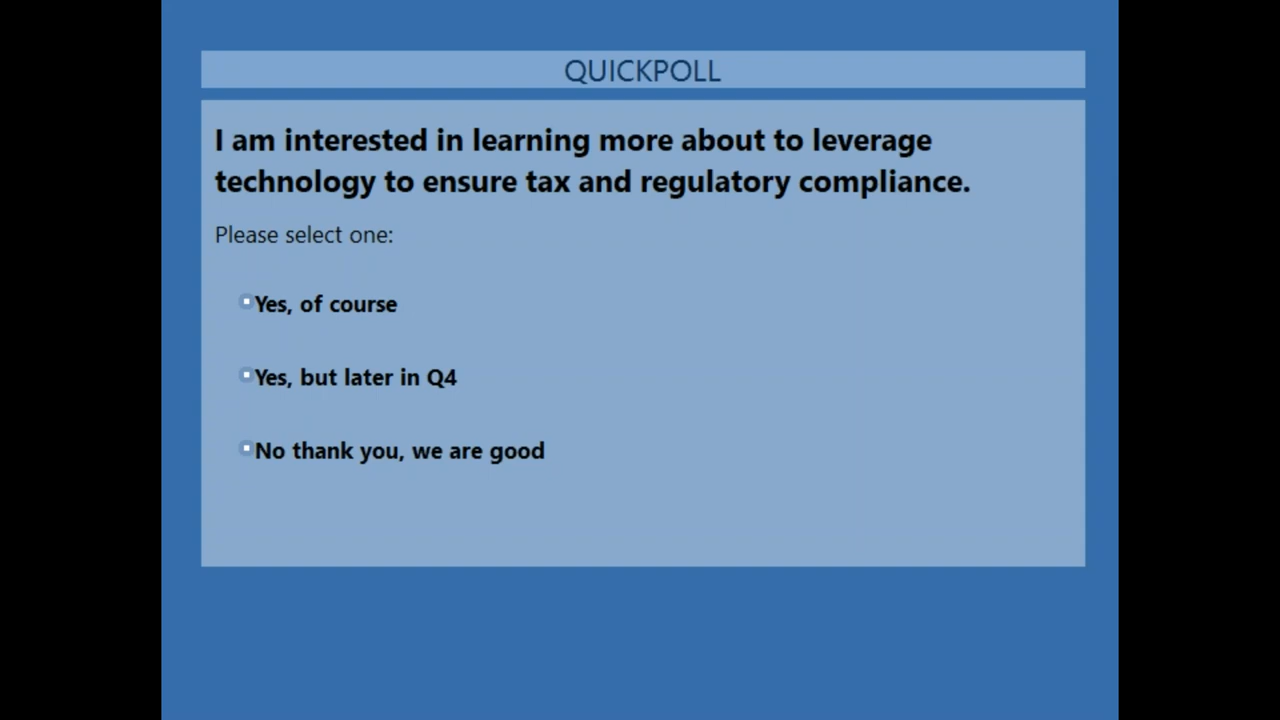 QUICKPOLL
I am interested in learning more about to leverage
technology to ensure tax and regulatory compliance.
Please select one:
Yes, of course
Yes, but later in Q4
No thank you, we are good